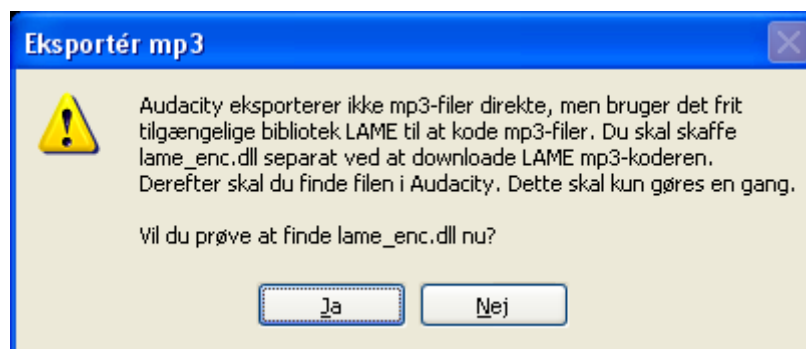 Eksportér mp3
Audacity eksporterer ikke mp3-filer direkte, men bruger det frit
tilgængelige bibliotek LAME til at kode mp3-filer. Du skal skaffe
lame_enc.dll separat ved at downloade LAME mp3-koderen.
Derefter skal du finde filen i Audacity. Dette skal kun gøres en gang.
Vil du prøve at finde lame_enc.dll nu?
Ja
Nej